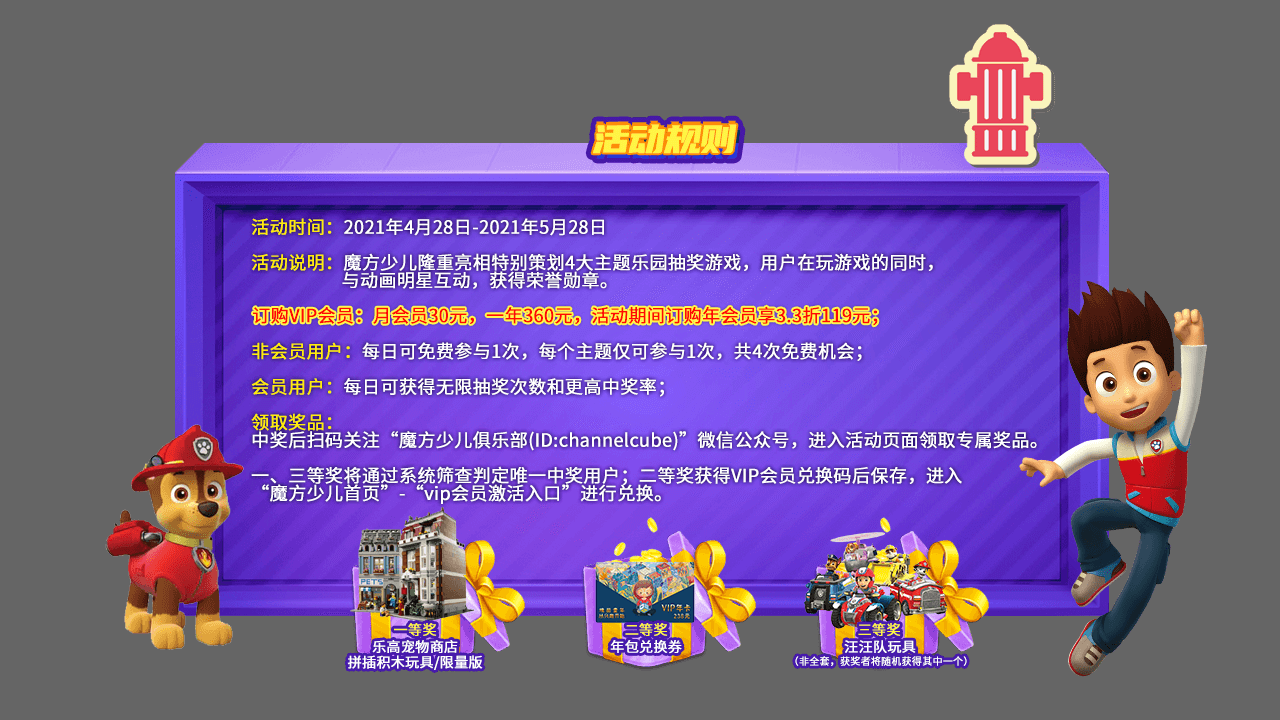 活动规则
活动时间：2021年4月28日-2021年5月28日
活动说明：魔方少儿隆重亮相特别策划4大主题乐园抽奖游戏，用户在玩游戏的同时，
与动画明星互动，获得荣誉勋章。
订购VIP会员：月会员30元，一年360元，活动期间订购年会员享3.3折119元；
非会员用户：每日可免费参与1次，每个主题仅可参与1次，共4次免费机会；
会员用户：每日可获得无限抽奖次数和更高中奖率；
领取奖品：
中奖后扫码关注“魔方少儿俱乐部(ID:channelcube)”微信公众号，进入活动页面领取专属奖品。
一、三等奖将通过系统筛查判定唯一中奖用户；二等奖获得VIP会员兑换码后保存，进入
“魔方少儿首页”-“vip会员激活入口”进行兑换。
PET'S
VIP年卡
一等奖
乐高宠物商店
拼插积木玩具/限量版
二等奖
年包兑换券
三等奖
汪汪队玩具
（非全套，获奖者将随机获得其中一个）